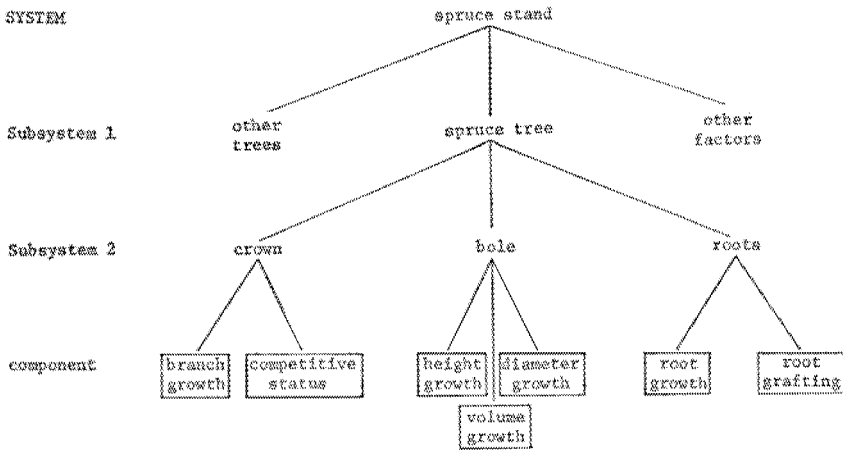 SYSTEM spruce stand
Subsystem 1 other trees spruce tree other factors
Subsystem 2 crown bole roots
component branch growth competitive status height growth diameter growth root growth root grafting
volume growth